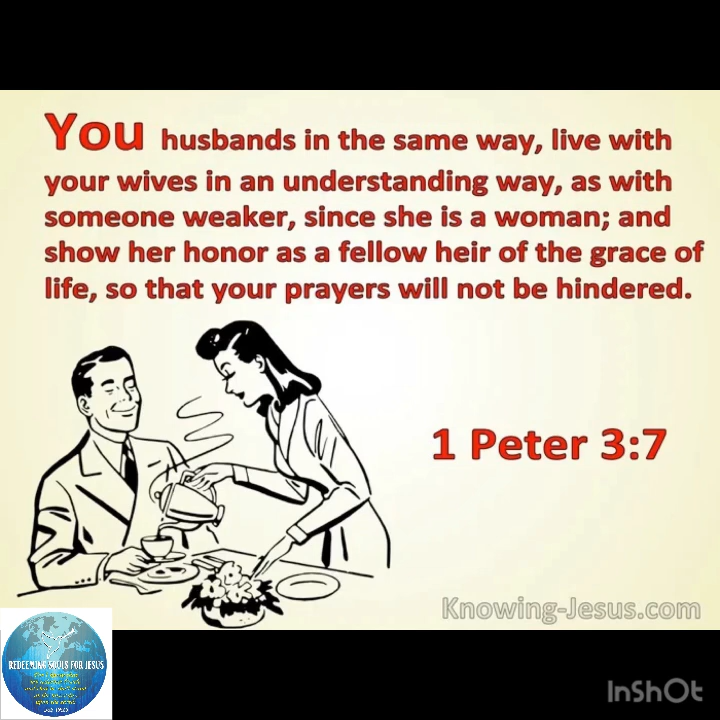 You husbands in the same way, live with
your wives in an understanding way, as with
someone weaker, since she is a woman; and
show her honor as a fellow heir of the grace of
life, so that your prayers will not be hindered.
1 Peter 3:7
Knowing-Jesus.com
REDEEMING SOULS FOR JESUS
InShOt